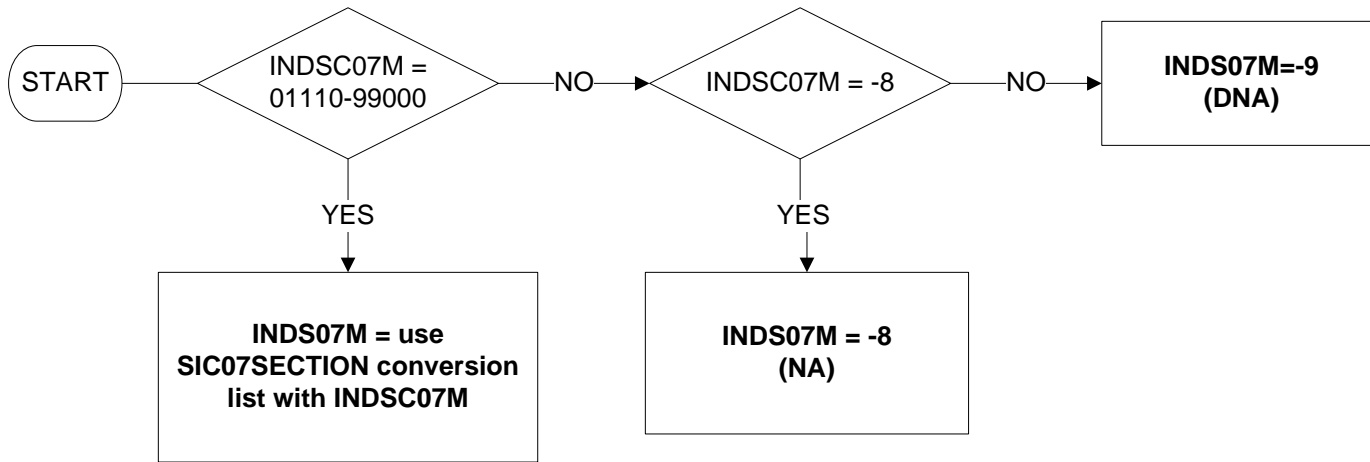 START
INDSC07M =
01110-99000
NO
INDSC07M = -8
NO
INDS07M=-9
(DNA)
YES
YES
INDS07M = use
SIC07SECTION conversion
list with INDSC07M
INDS07M = -8
(NA)